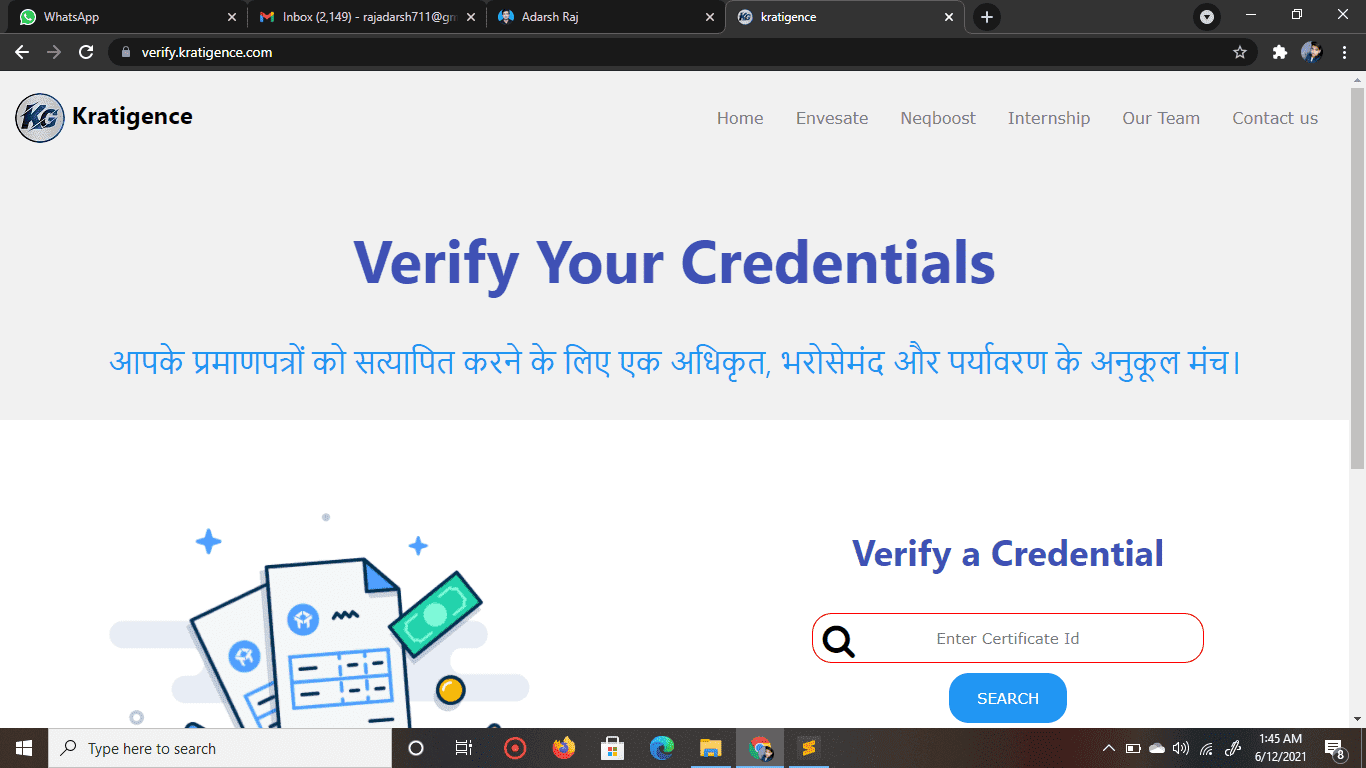 WhatsApp
Inbox (2,149) - rajadarsh711@gm
Adarsh Raj
kratigence
verify.kratigence.com
KG Kratigence
Home Envesate Neqboost Internship Our Team Contact us
Verify Your Credentials
आपके प्रमाणपत्रों को सत्यापित करने के लिए एक अधिकृत, भरोसेमंद और पर्यावरण के अनुकूल मंच।
Verify a Credential
Enter Certificate Id
SEARCH
Type here to search
1:45 AM
6/12/2021
8